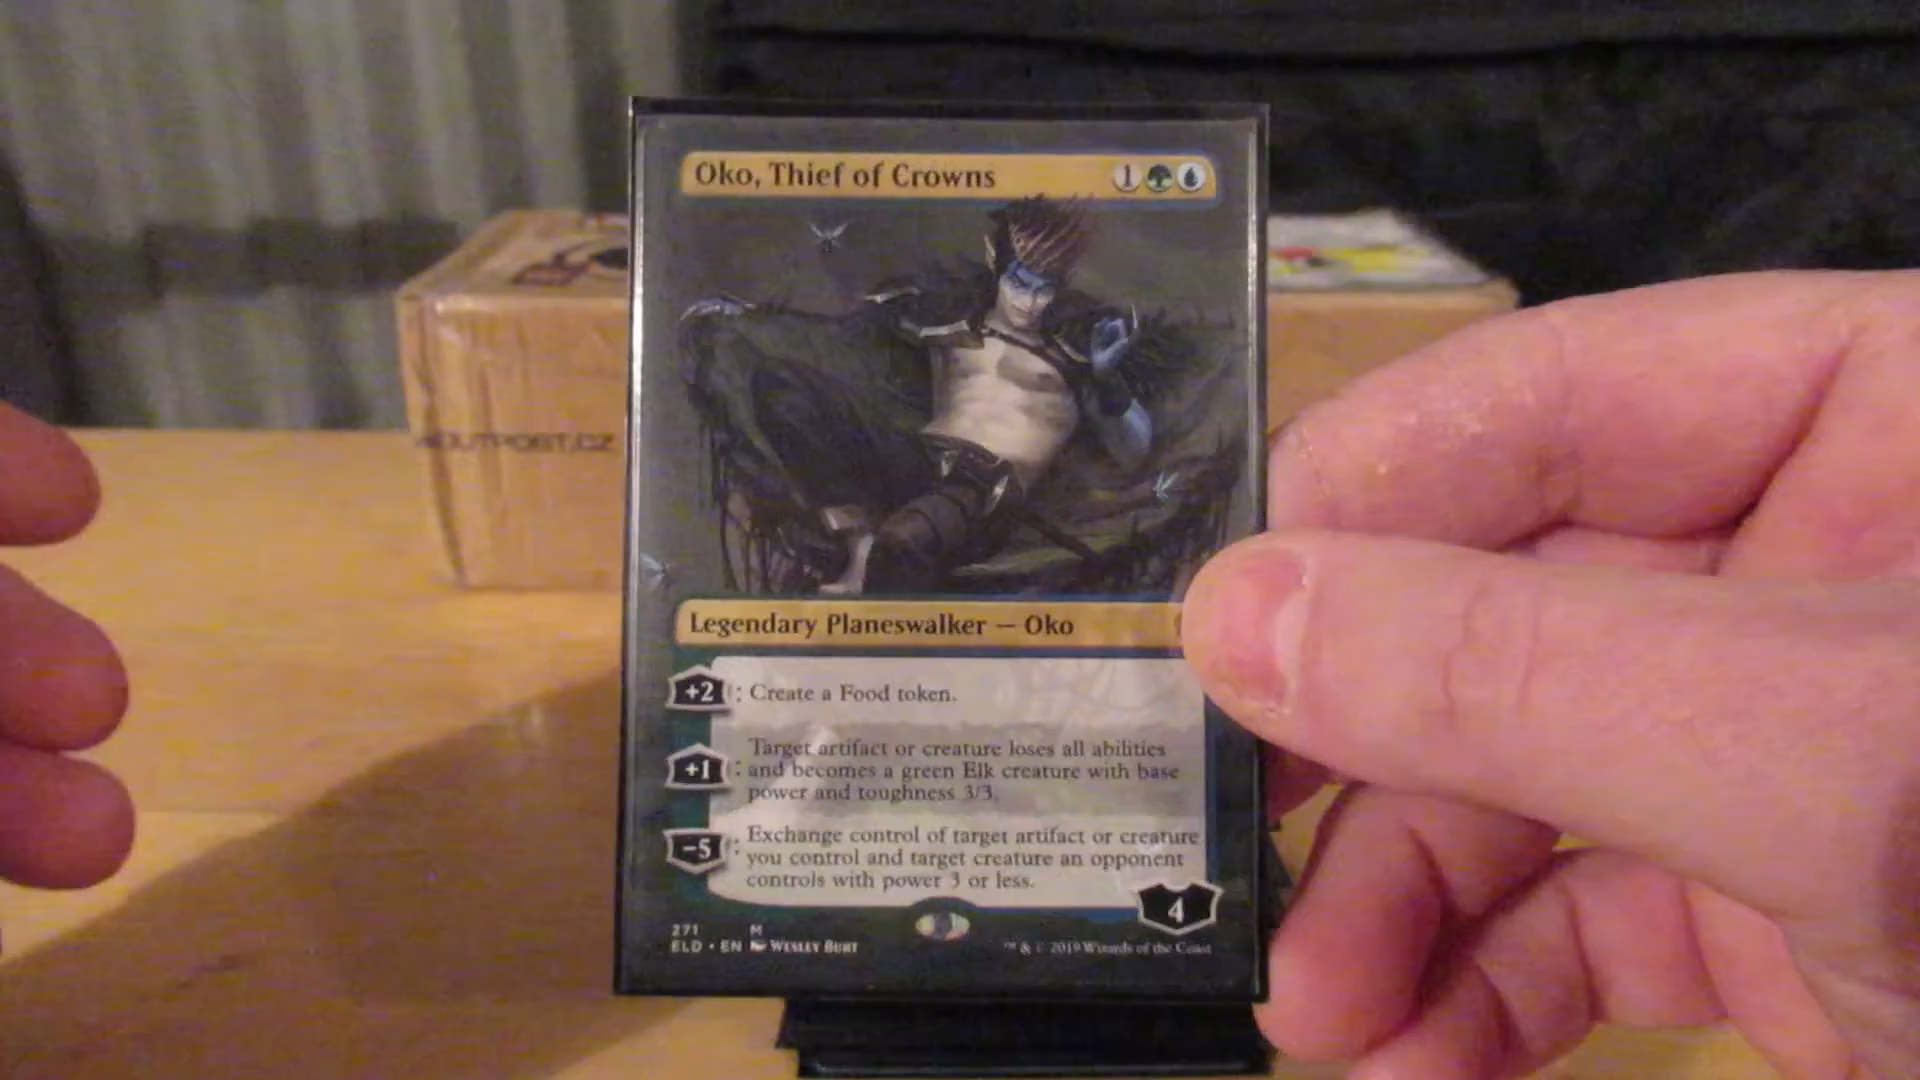 Oko, Thief of Crowns 1
OUTPOST.CZ
Legendary Planeswalker — Oko
+2 : Create a Food token.
+1 : Target artifact or creature loses all abilities
and becomes a green Elk creature with base
power and toughness 3/3.
−5 : Exchange control of target artifact or creature
you control and target creature an opponent
controls with power 3 or less.
4
271 M
ELD • EN Wesley Burt
™ & © 2019 Wizards of the Coast